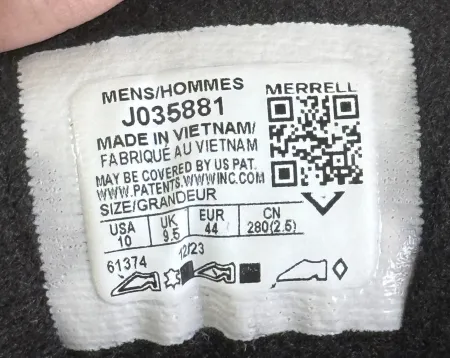 MENS/HOMMES
MERRELL
J035881
MADE IN VIETNAM/
FABRIQUÉ AU VIETNAM
MAY BE COVERED BY US PAT.
WWW.PATENTS.WWWINC.COM
SIZE/GRANDEUR
USA UK EUR CN
10 9.5 44 280(2.5)
61374 12/23